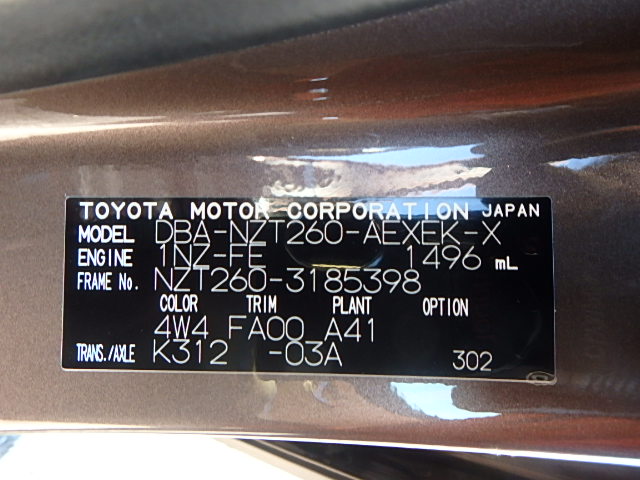 TOYOTA MOTOR CORPORATION JAPAN
MODEL DBA-NZT260-AEXEK-X
ENGINE 1NZ-FE 1496 mL
FRAME No. NZT260-3185398
COLOR TRIM PLANT OPTION
4W4 FA00 A41
TRANS./AXLE K312 -03A 302